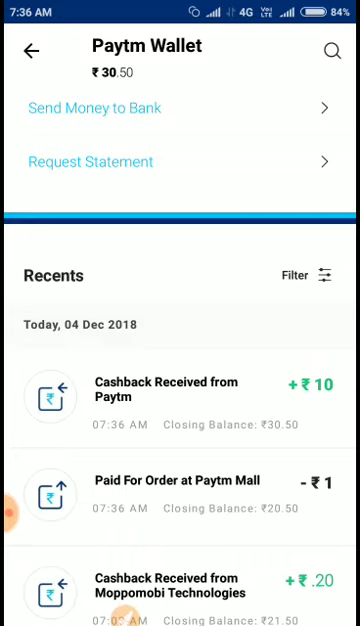 7:36 AM 4G Vo) LTE 84%
Paytm Wallet
₹ 30.50
Send Money to Bank
Request Statement
Recents Filter
Today, 04 Dec 2018
Cashback Received from + ₹ 10
Paytm
07:36 AM Closing Balance: ₹30.50
Paid For Order at Paytm Mall - ₹ 1
07:36 AM Closing Balance: ₹20.50
Cashback Received from + ₹ .20
Moppomobi Technologies
AM Closing Balance: ₹21.50